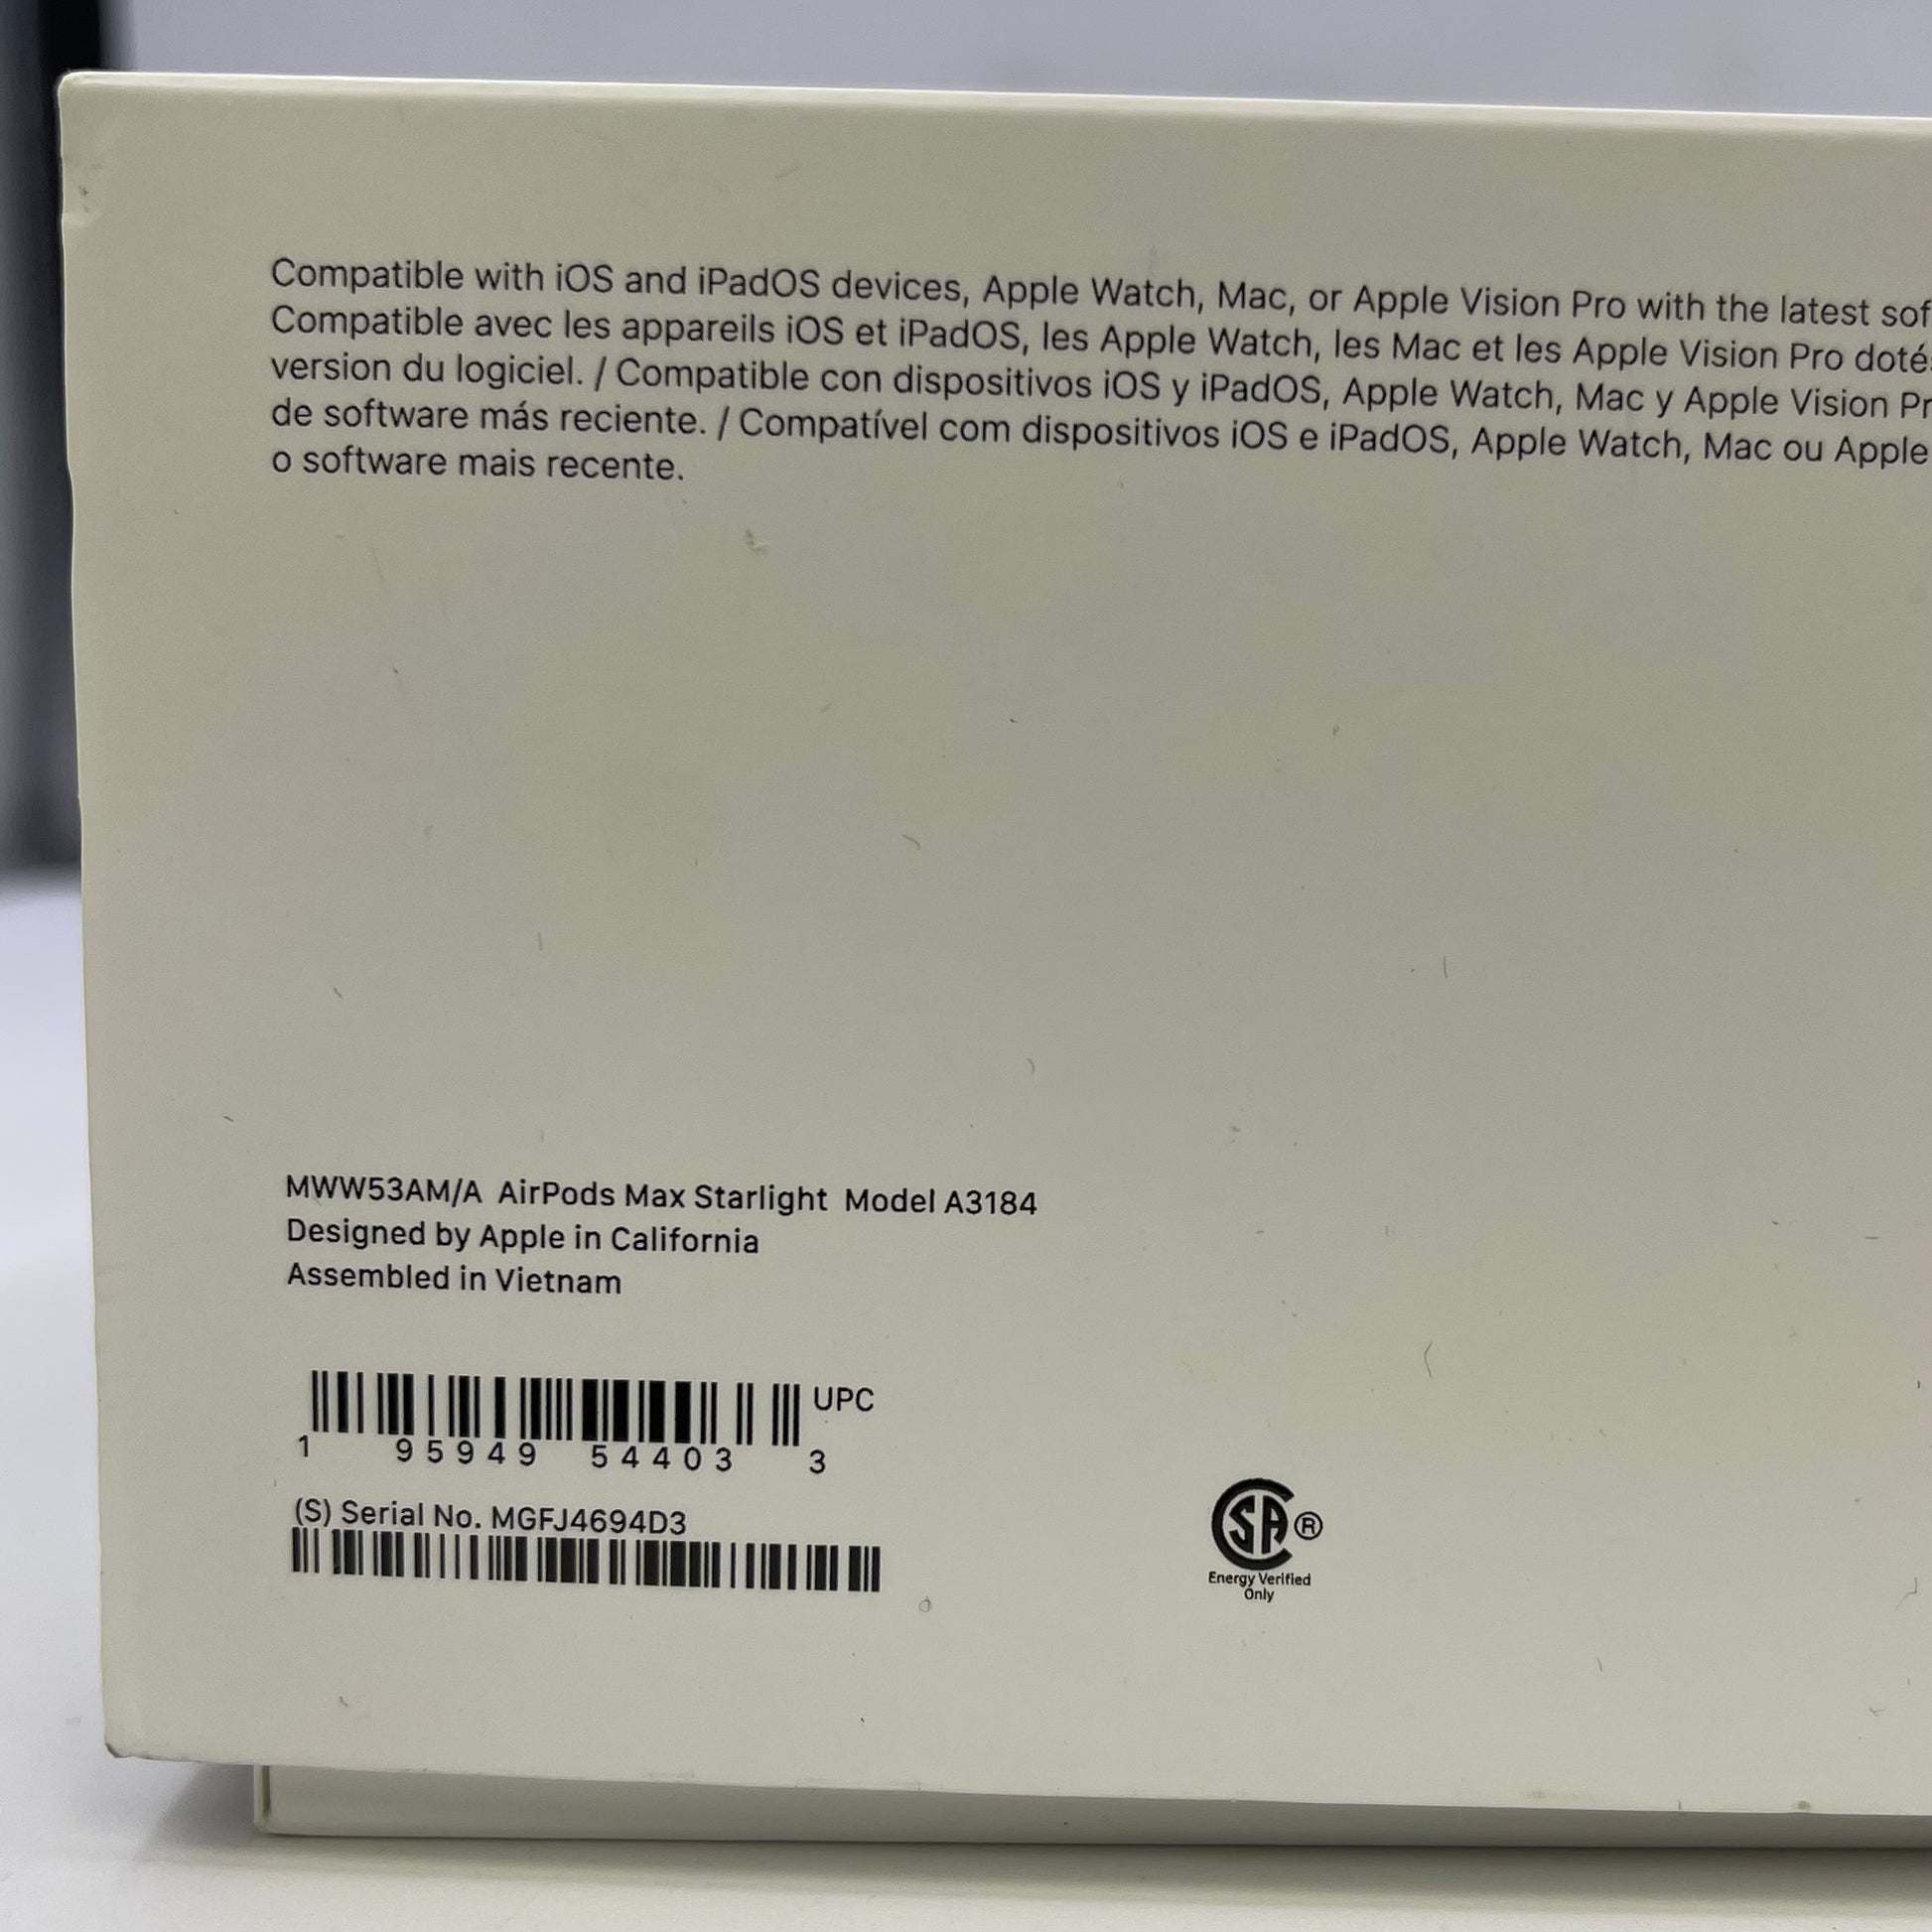 Compatible with iOS and iPadOS devices, Apple Watch, Mac, or Apple Vision Pro with the latest sof
Compatible avec les appareils iOS et iPadOS, les Apple Watch, les Mac et les Apple Vision Pro doté
version du logiciel. / Compatible con dispositivos iOS y iPadOS, Apple Watch, Mac y Apple Vision Pr
de software más reciente. / Compatível com dispositivos iOS e iPadOS, Apple Watch, Mac ou Apple
o software mais recente.
MWW53AM/A AirPods Max Starlight Model A3184
Designed by Apple in California
Assembled in Vietnam
UPC
1 95949 54403 3
(S) Serial No. MGFJ4694D3
SA®
Energy Verified
Only